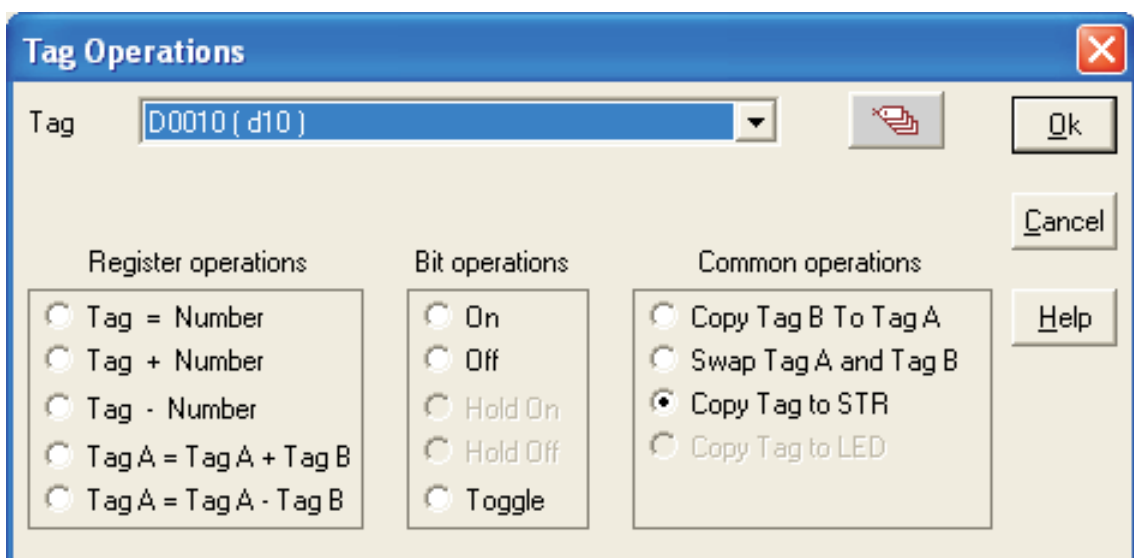 Tag Operations
Tag D0010 ( d10 ) Ok
Cancel
Register operations
Tag = Number
Tag + Number
Tag - Number
Tag A = Tag A + Tag B
Tag A = Tag A - Tag B
Bit operations
On
Off
Hold On
Hold Off
Toggle
Common operations
Copy Tag B To Tag A
Swap Tag A and Tag B
Copy Tag to STR
Copy Tag to LED
Help